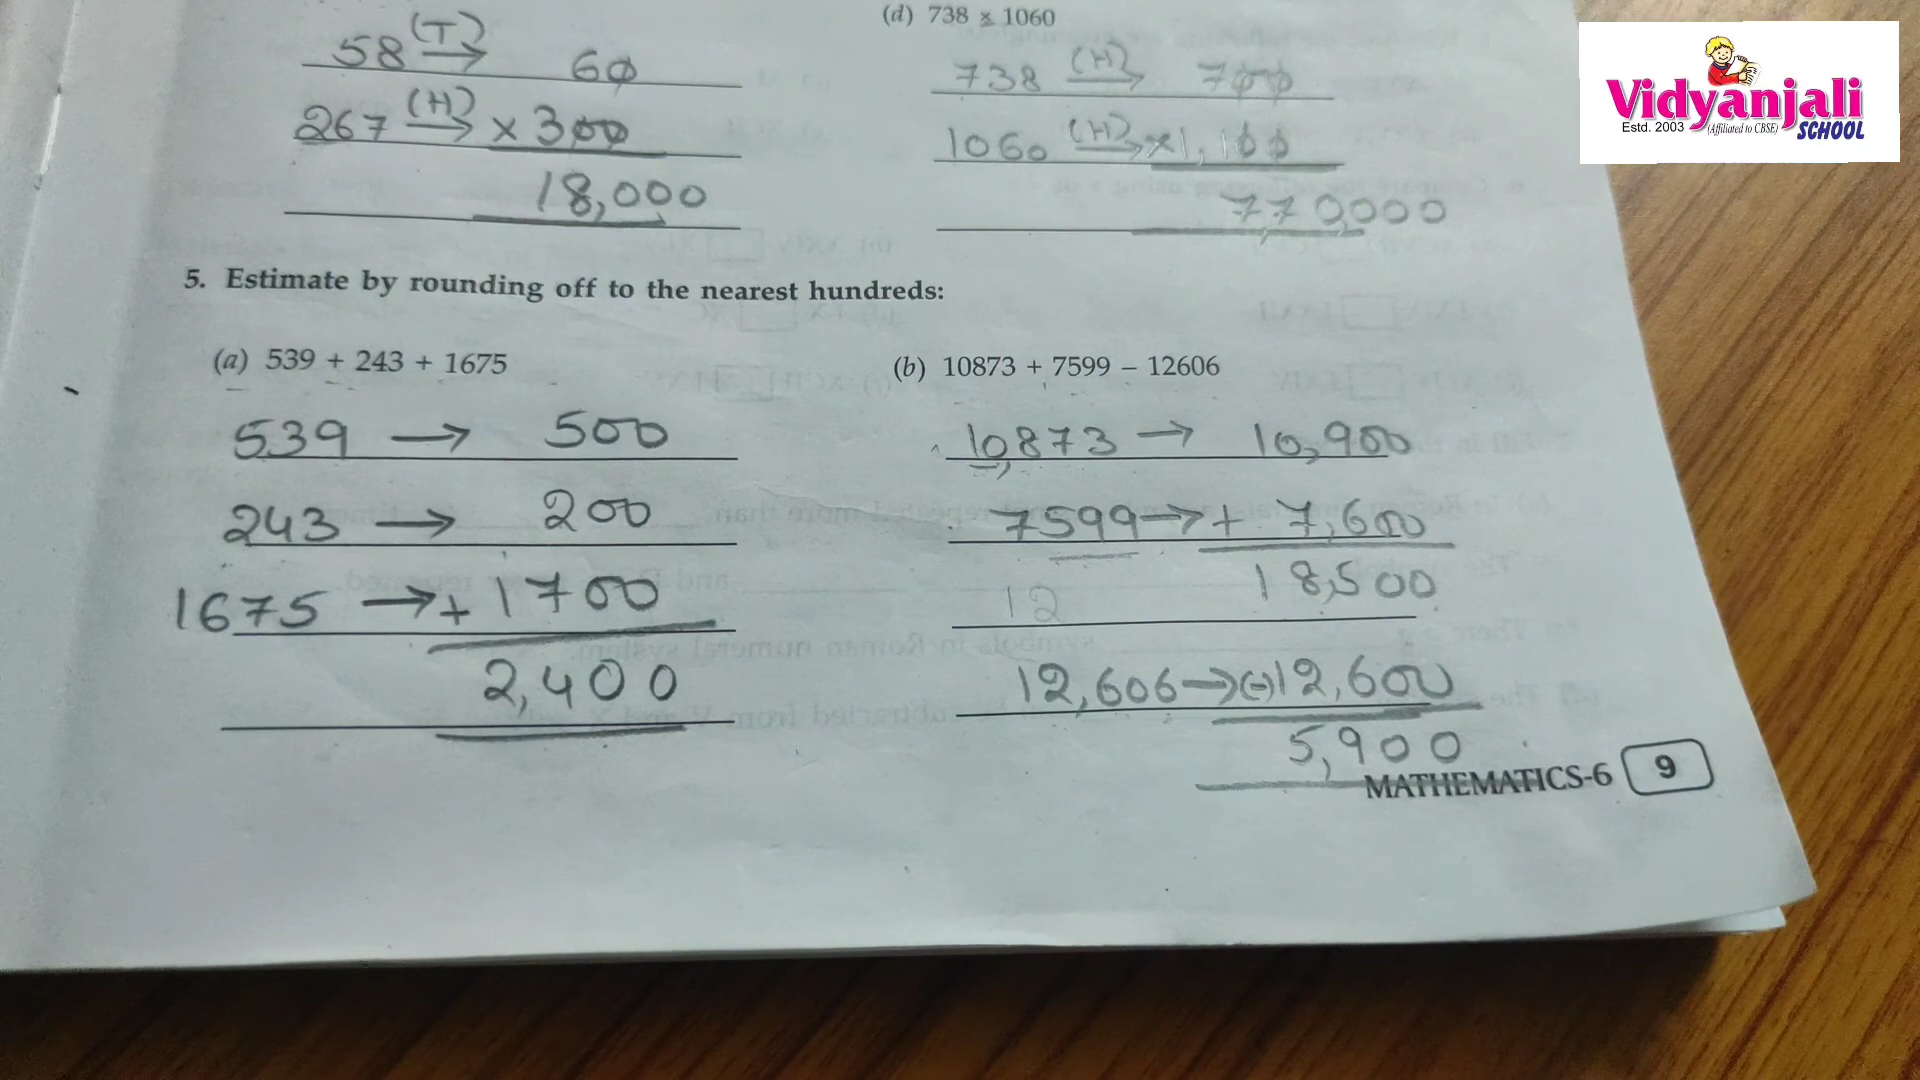 58 (T) → 60
267 (H) → × 300
18,000
(d) 738 × 1060
738 (H) → 700
1060 (H) → ×1,100
770,000
Vidyanjali
Estd. 2003 (Affiliated to CBSE) SCHOOL
5. Estimate by rounding off to the nearest hundreds:
(a) 539 + 243 + 1675
539 → 500
243 → 200
1675 → + 1700
2,400
(b) 10873 + 7599 – 12606
10,873 → 10,900
7599 → + 7,600
12 18,500
12,606 → (-) 12,600
5,900
MATHEMATICS-6 9